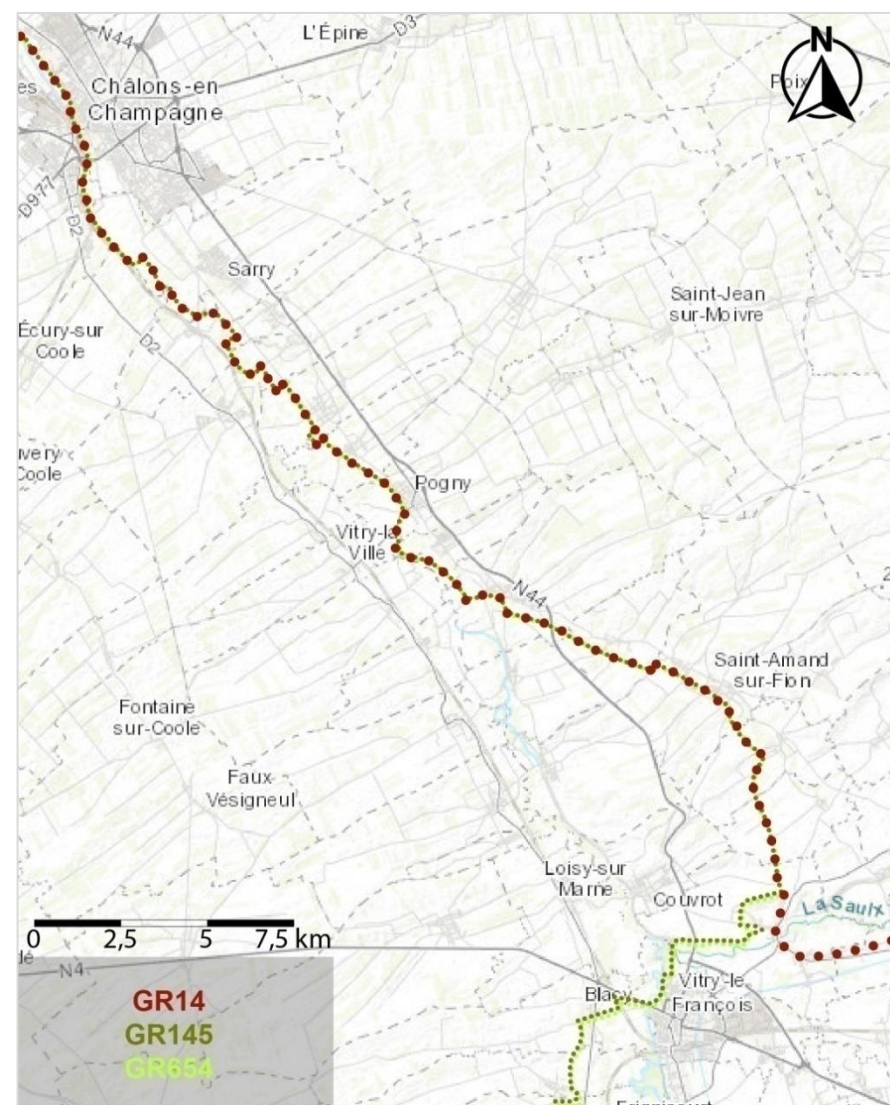 N44
L'Épine
D3
N
es
Châlons-en
Champagne
Poix
D977
D2
Sarry
Saint-Jean
sur-Moivre
Écury-sur
Coole
D2
Coole
Pogny
Vitry-la
Ville
N44
2
Saint-Amand
sur-Fion
Fontaine
sur-Coole
Faux
Vésigneul
Loisy-sur
Marne
Couvrot
La Saulx
0 2,5 5 7,5 km
N4
Vitry-le
François
Blacy
GR14
GR145
GR654